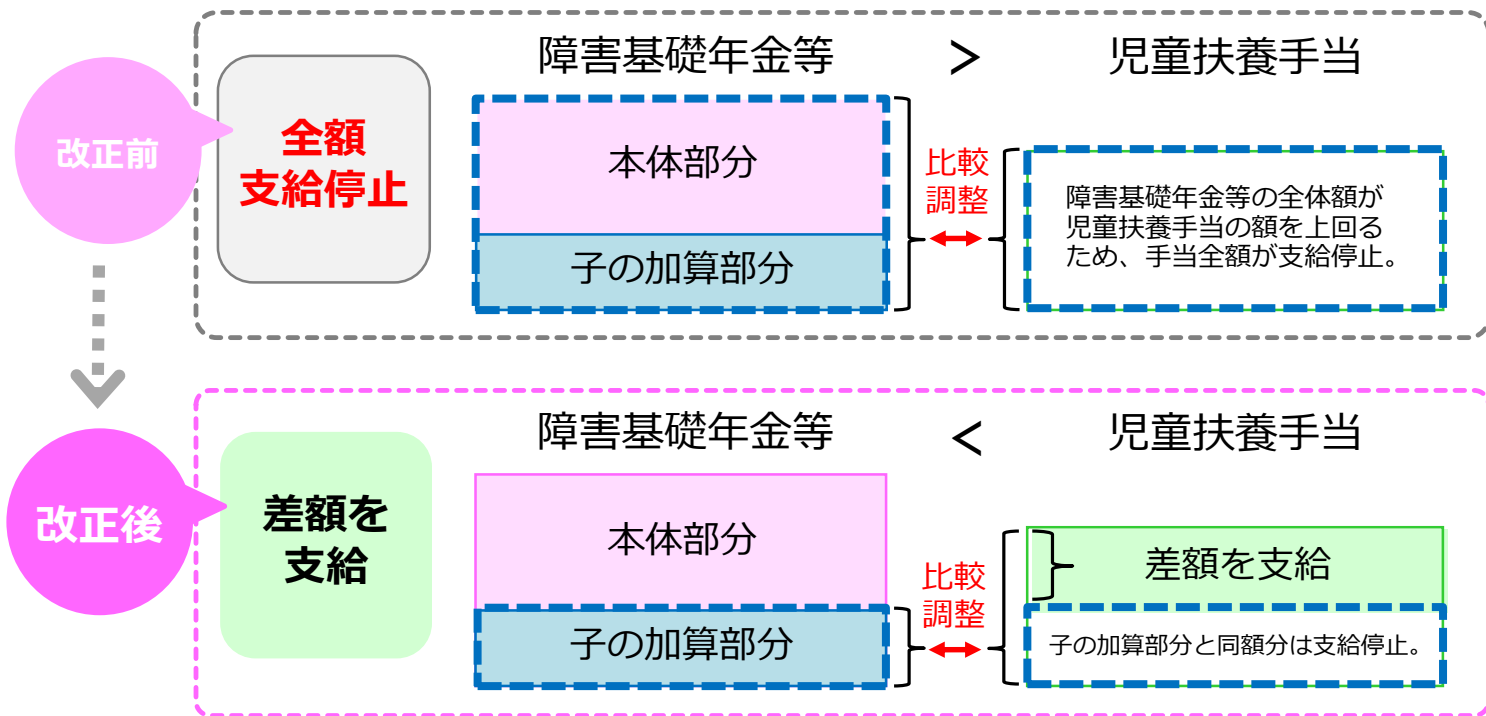 障害基礎年金等 > 児童扶養手当
改正前
全額
支給停止
本体部分
子の加算部分
比較
調整
障害基礎年金等の全体額が
児童扶養手当の額を上回る
ため、手当全額が支給停止。
障害基礎年金等 < 児童扶養手当
改正後
差額を
支給
本体部分
子の加算部分
比較
調整
差額を支給
子の加算部分と同額分は支給停止。